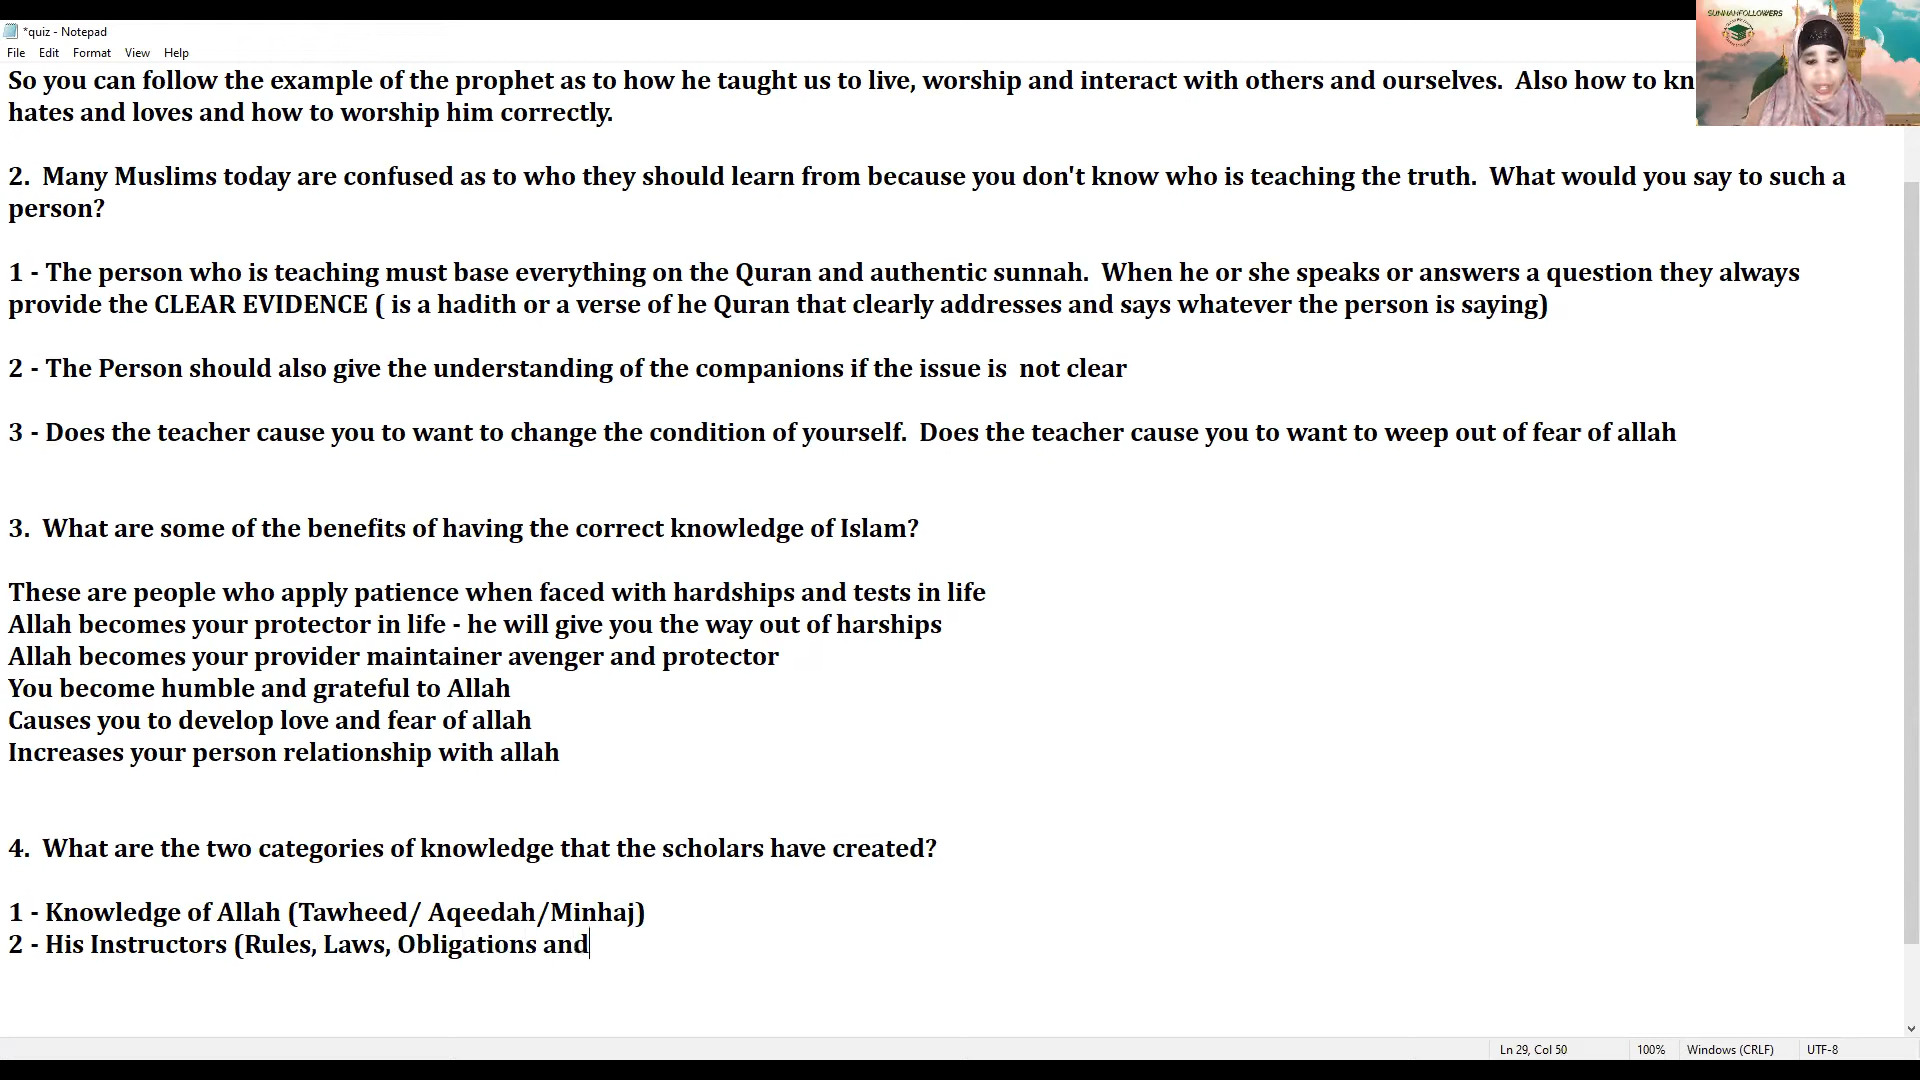 *quiz - Notepad
File Edit Format View Help
SUNNAHFOLLOWERS
So you can follow the example of the prophet as to how he taught us to live, worship and interact with others and ourselves.  Also how to kn
hates and loves and how to worship him correctly.
2.  Many Muslims today are confused as to who they should learn from because you don't know who is teaching the truth.  What would you say to such a
person?
1 - The person who is teaching must base everything on the Quran and authentic sunnah.  When he or she speaks or answers a question they always
provide the CLEAR EVIDENCE ( is a hadith or a verse of he Quran that clearly addresses and says whatever the person is saying)
2 - The Person should also give the understanding of the companions if the issue is  not clear
3 - Does the teacher cause you to want to change the condition of yourself.  Does the teacher cause you to want to weep out of fear of allah
3.  What are some of the benefits of having the correct knowledge of Islam?
These are people who apply patience when faced with hardships and tests in life
Allah becomes your protector in life - he will give you the way out of harships
Allah becomes your provider maintainer avenger and protector
You become humble and grateful to Allah
Causes you to develop love and fear of allah
Increases your person relationship with allah
4.  What are the two categories of knowledge that the scholars have created?
1 - Knowledge of Allah (Tawheed/ Aqeedah/Minhaj)
2 - His Instructors (Rules, Laws, Obligations and
Ln 29, Col 50 100% Windows (CRLF) UTF-8